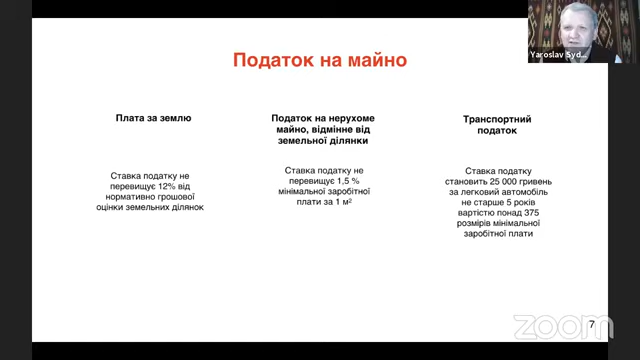 Yaroslav Syd...
Податок на майно
Плата за землю
Ставка податку не
перевищує 12% від
нормативно грошової
оцінки земельних ділянок
Податок на нерухоме
майно, відмінне від
земельної ділянки
Ставка податку не
перевищує 1,5 %
мінімальної заробітної
плати за 1 м²
Транспортний
податок
Ставка податку
становить 25 000 гривень
за легковий автомобіль
не старше 5 років
вартістю понад 375
розмірів мінімальної
заробітної плати
7
zoom